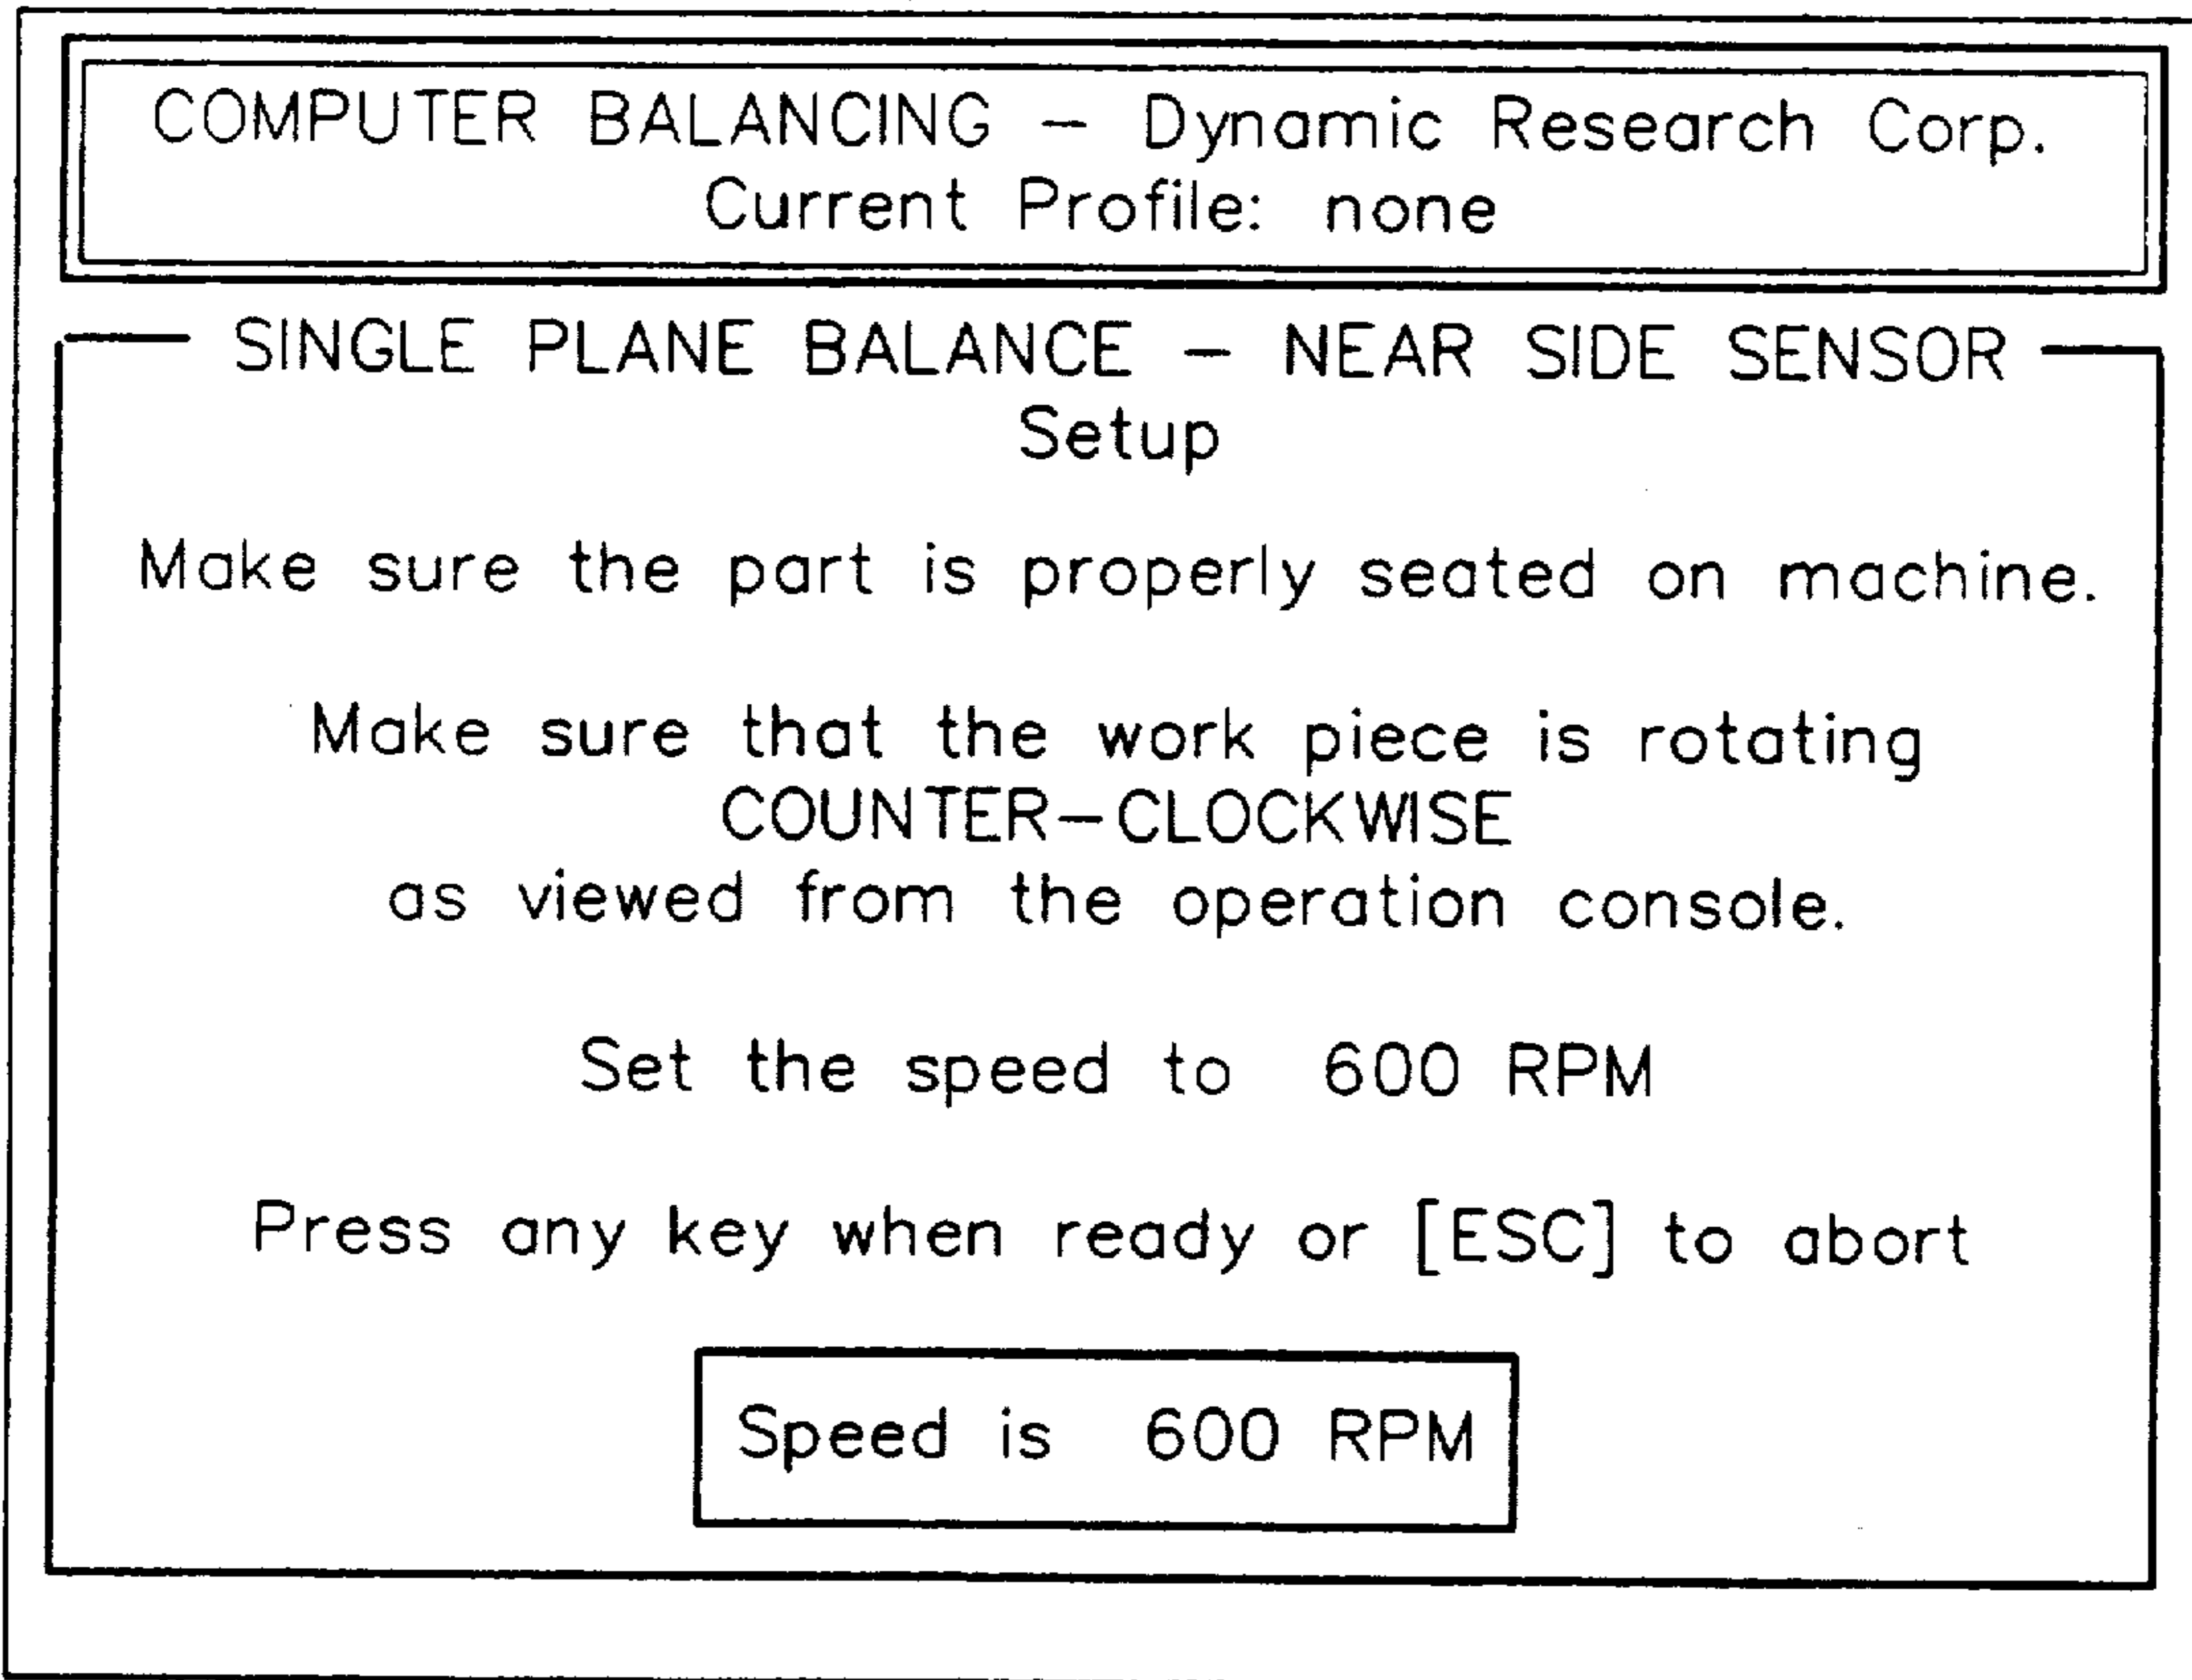 COMPUTER BALANCING – Dynamic Research Corp.
Current Profile: none
SINGLE PLANE BALANCE – NEAR SIDE SENSOR
Setup
Make sure the part is properly seated on machine.
Make sure that the work piece is rotating
COUNTER–CLOCKWISE
as viewed from the operation console.
Set the speed to 600 RPM
Press any key when ready or [ESC] to abort
Speed is 600 RPM